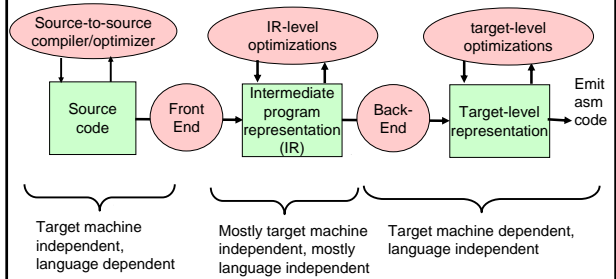 Source-to-source
compiler/optimizer
IR-level
optimizations
target-level
optimizations
Source
code
Front
End
Intermediate
program
representation
(IR)
Back-
End
Target-level
representation
Emit
asm
code
Target machine
independent,
language dependent
Mostly target machine
independent, mostly
language independent
Target machine dependent,
language independent